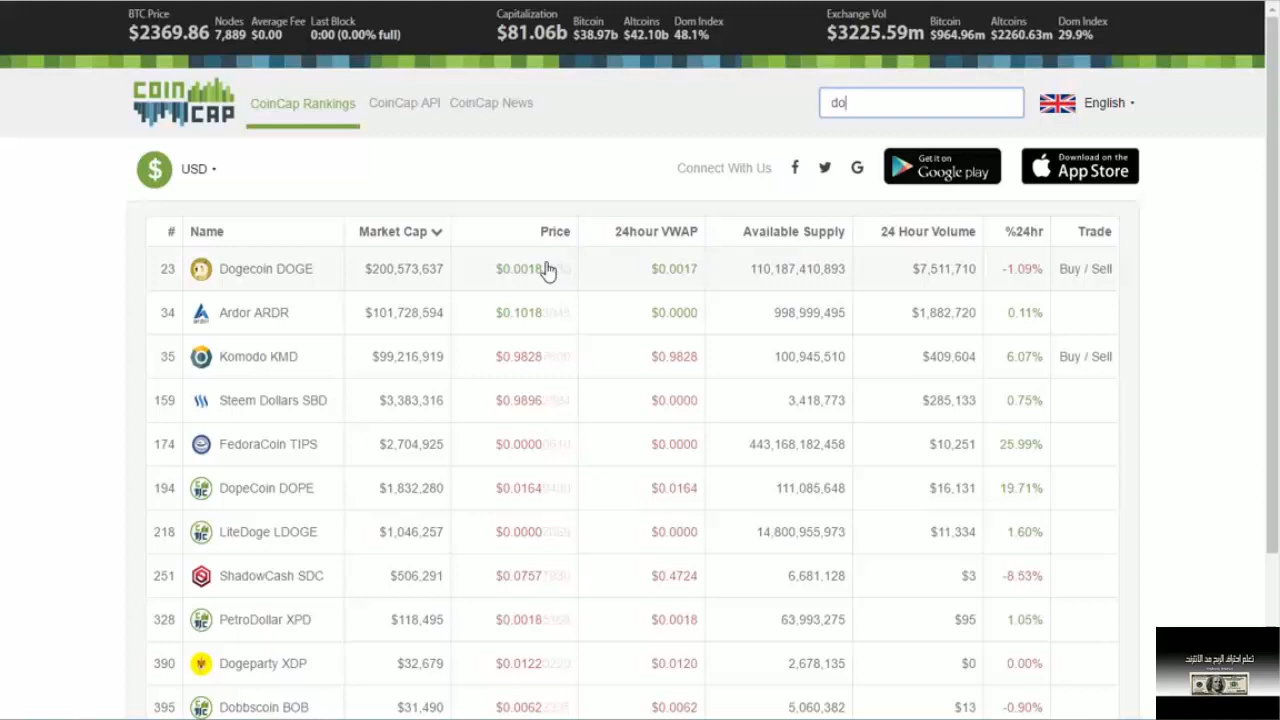 BTC Price
$2369.86
Nodes
7,889
Average Fee
$0.00
Last Block
0:00 (0.00% full)
Capitalization
$81.06b
Bitcoin
$38.97b
Altcoins
$42.10b
Dom Index
48.1%
Exchange Vol
$3225.59m
Bitcoin
$964.96m
Altcoins
$2260.63m
Dom Index
29.9%
COIN CAP
CoinCap Rankings CoinCap API CoinCap News
do
English
$ USD
Connect With Us
Get it on
Google play
Download on the
App Store
# Name Market Cap Price 24hour VWAP Available Supply 24 Hour Volume %24hr Trade
23 Dogecoin DOGE $200,573,637 $0.0018 $0.0017 110,187,410,893 $7,511,710 -1.09% Buy / Sell
34 Ardor ARDR $101,728,594 $0.1018 $0.0000 998,999,495 $1,882,720 0.11%
35 Komodo KMD $99,216,919 $0.9828 $0.9828 100,945,510 $409,604 6.07% Buy / Sell
159 Steem Dollars SBD $3,383,316 $0.9896 $0.0000 3,418,773 $285,133 0.75%
174 FedoraCoin TIPS $2,704,925 $0.0000 $0.0000 443,168,182,458 $10,251 25.99%
194 DopeCoin DOPE $1,832,280 $0.0164 $0.0164 111,085,648 $16,131 19.71%
218 LiteDoge LDOGE $1,046,257 $0.0000 $0.0000 14,800,955,973 $11,334 1.60%
251 ShadowCash SDC $506,291 $0.0757 $0.4724 6,681,128 $3 -8.53%
328 PetroDollar XPD $118,495 $0.0018 $0.0018 63,993,275 $95 1.05%
390 Dogeparty XDP $32,679 $0.0122 $0.0120 2,678,135 $0 0.00%
395 Dobbscoin BOB $31,490 $0.0062 $0.0062 5,060,382 $13 -0.90%
تعلم احتراف الربح من الانترنت